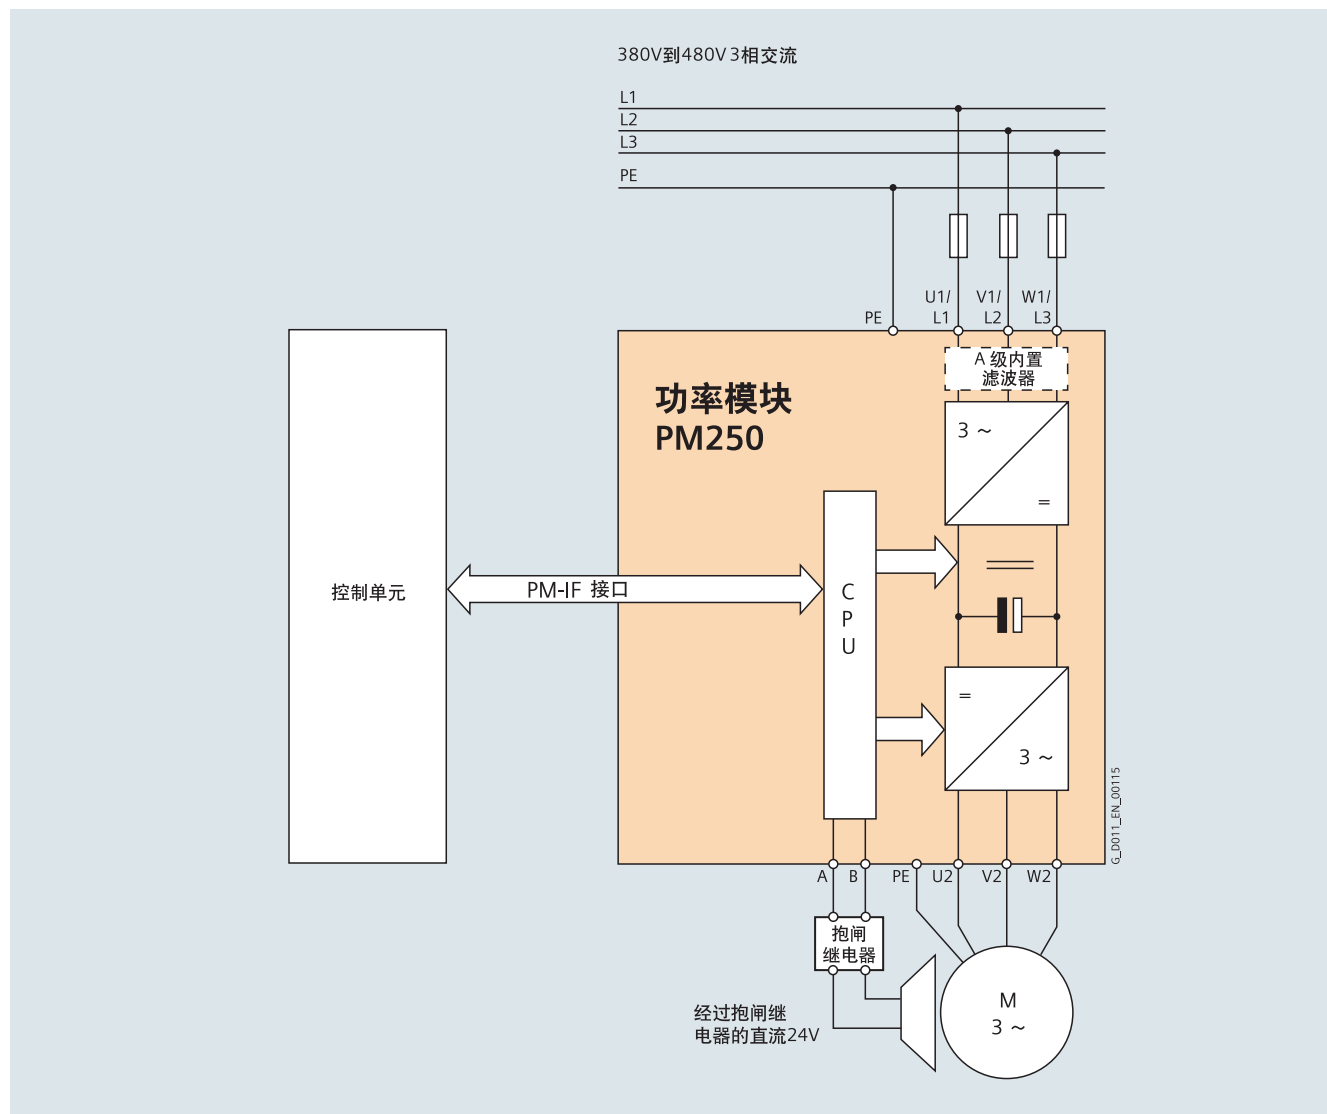 380V到480V 3相交流
L1
L2
L3
PE
U1/ V1/ W1/
PE L1 L2 L3
A 级内置
滤波器
功率模块
PM250
3 ~
=
控制单元
PM-IF 接口
C
P
U
=
3 ~
G_D011_EN_00115
A B PE U2 V2 W2
抱闸
继电器
M
3 ~
经过抱闸继
电器的直流24V